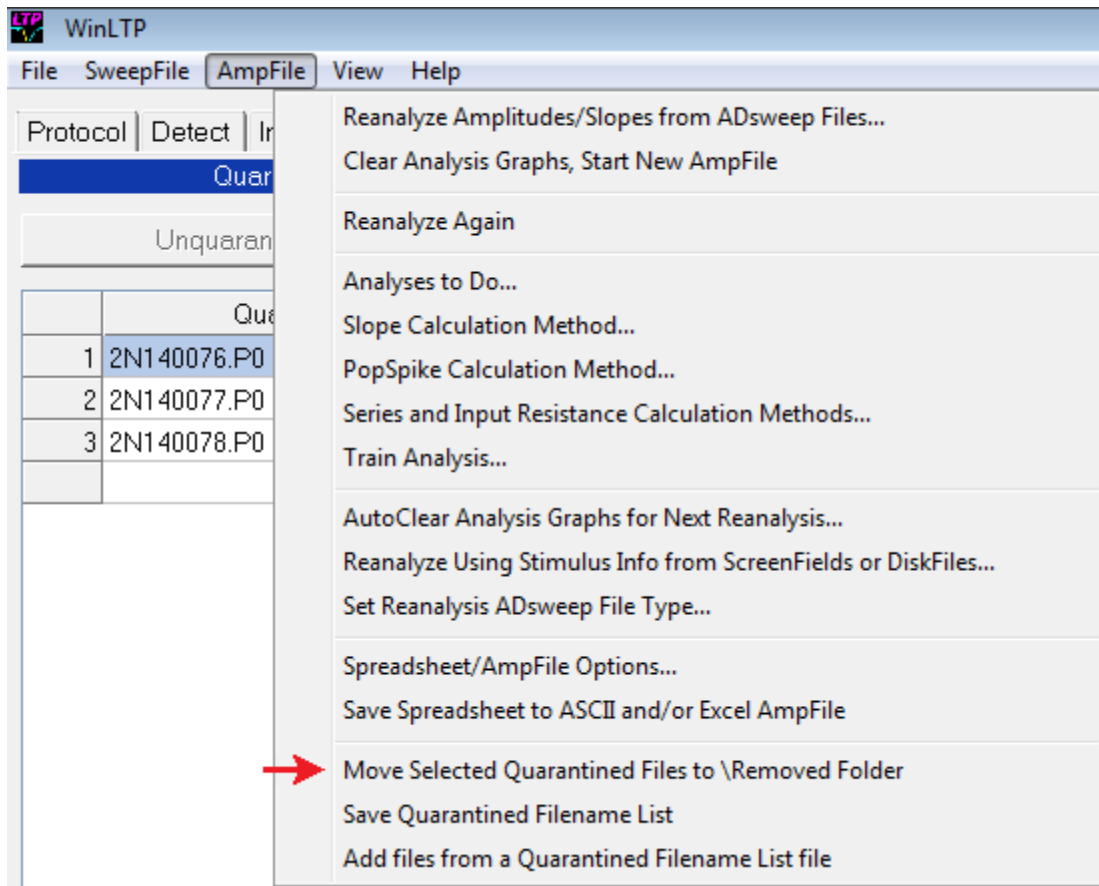 LTP WinLTP
File SweepFile AmpFile View Help
Protocol Detect
Unquaran
1 2N140076.P0
2 2N140077.P0
3 2N140078.P0
Reanalyze Amplitudes/Slopes from ADsweep Files...
Clear Analysis Graphs, Start New AmpFile
Reanalyze Again
Analyses to Do...
Slope Calculation Method...
PopSpike Calculation Method...
Series and Input Resistance Calculation Methods...
Train Analysis...
AutoClear Analysis Graphs for Next Reanalysis...
Reanalyze Using Stimulus Info from ScreenFields or DiskFiles...
Set Reanalysis ADsweep File Type...
Spreadsheet/AmpFile Options...
Save Spreadsheet to ASCII and/or Excel AmpFile
Move Selected Quarantined Files to \Removed Folder
Save Quarantined Filename List
Add files from a Quarantined Filename List file